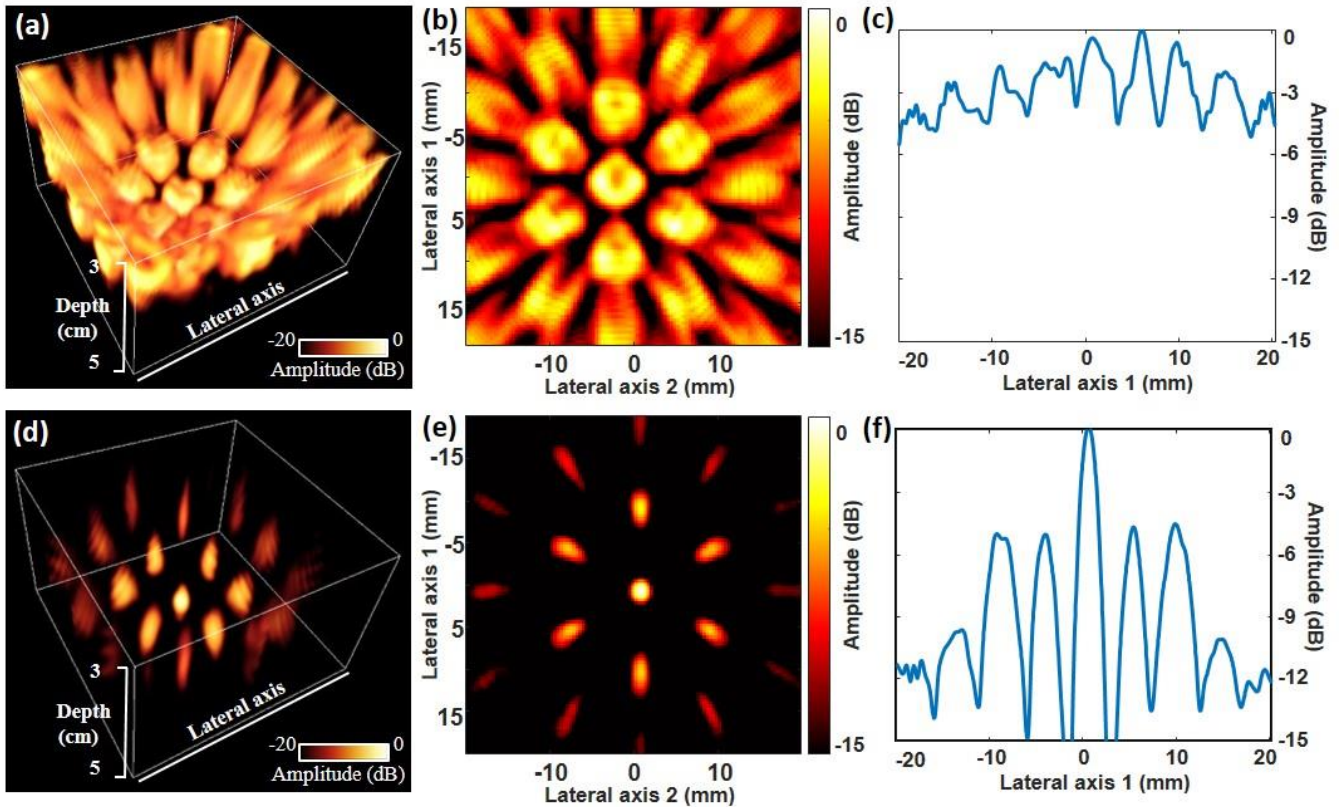 (a)
3
Depth
(cm)
5
Lateral axis
-20 0
Amplitude (dB)
(b)
Lateral axis 1 (mm)
-15
-5
5
15
-10 0 10
Lateral axis 2 (mm)
0
-15
Amplitude (dB)
(c)
0
-3
-6
-9
-12
-15
Amplitude (dB)
-20 -10 0 10 20
Lateral axis 1 (mm)
(d)
3
Depth
(cm)
5
Lateral axis
-20 0
Amplitude (dB)
(e)
Lateral axis 1 (mm)
-15
-5
5
15
-10 0 10
Lateral axis 2 (mm)
0
-15
Amplitude (dB)
(f)
0
-3
-6
-9
-12
-15
Amplitude (dB)
-20 -10 0 10 20
Lateral axis 1 (mm)